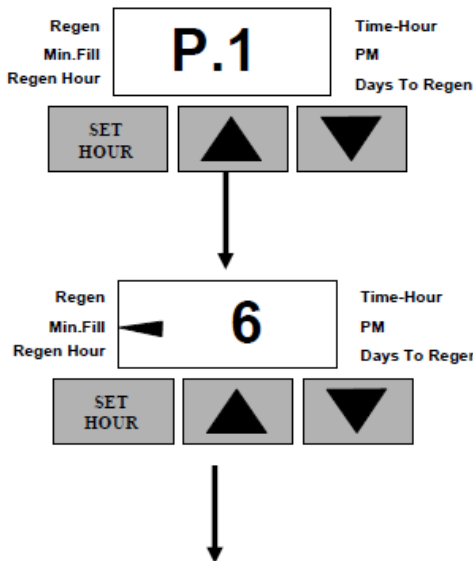 Regen
Min.Fill
Regen Hour
P.1
Time-Hour
PM
Days To Regen
SET
HOUR
Regen
Min.Fill
Regen Hour
6
Time-Hour
PM
Days To Regen
SET
HOUR